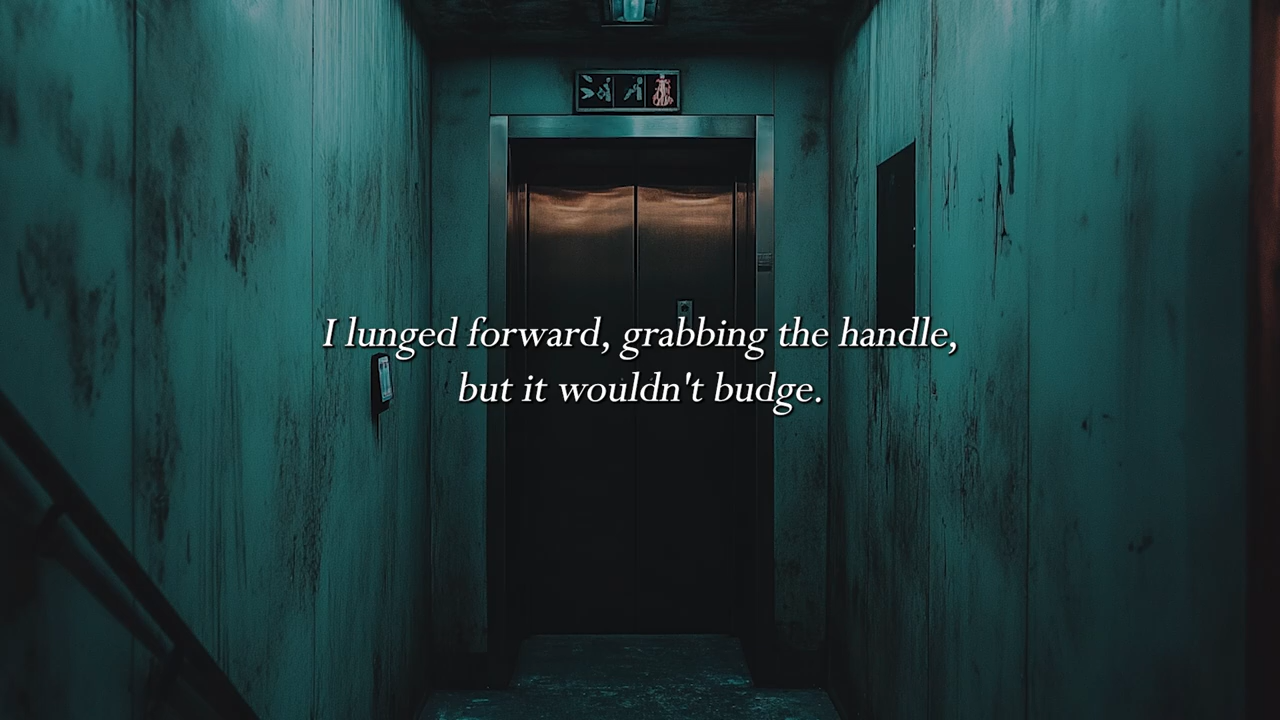 I lunged forward, grabbing the handle,
but it wouldn't budge.